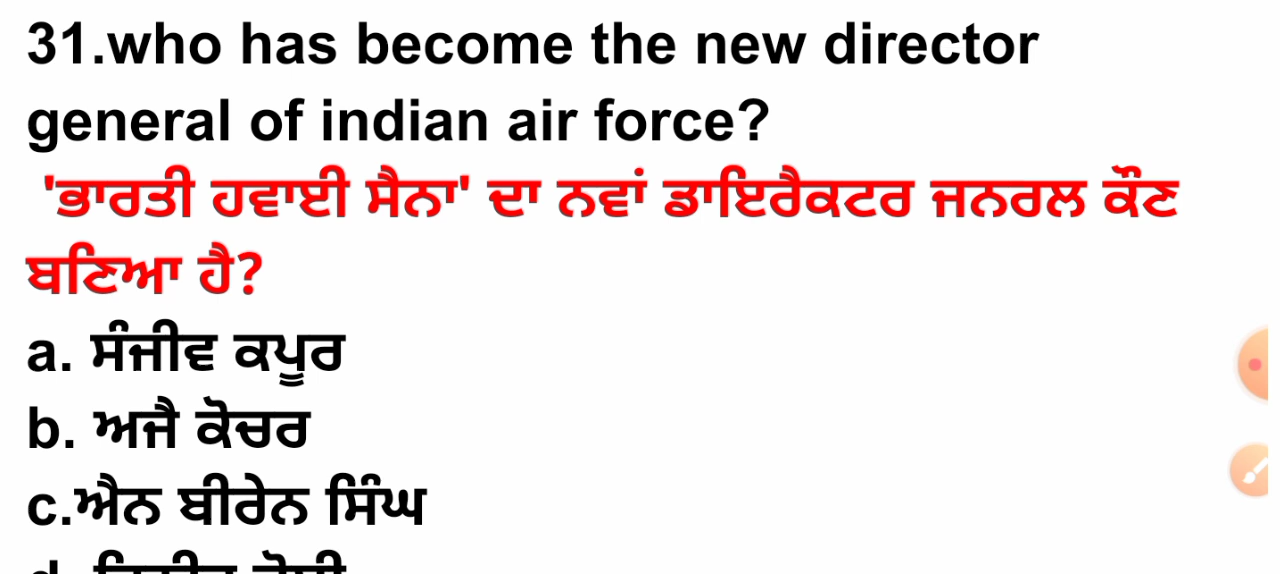 31.who has become the new director
general of indian air force?
'ਭਾਰਤੀ ਹਵਾਈ ਸੈਨਾ' ਦਾ ਨਵਾਂ ਡਾਇਰੈਕਟਰ ਜਨਰਲ ਕੌਣ
ਬਣਿਆ ਹੈ?
a. ਸੰਜੀਵ ਕਪੂਰ
b. ਅਜੈ ਕੋਚਰ
c.ਐਨ ਬੀਰੇਨ ਸਿੰਘ